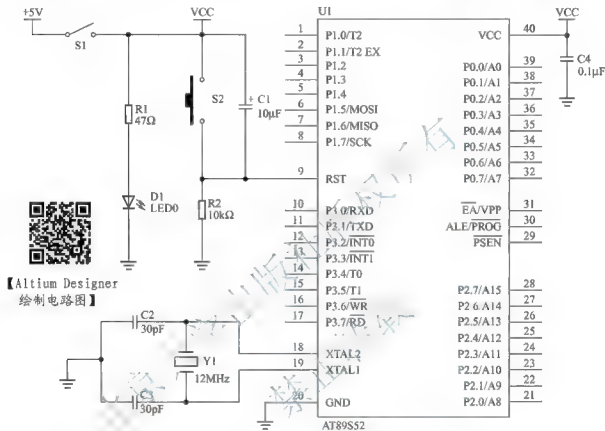 +5V
S1
VCC
R1
47Ω
D1
LED0
S2
C1
10μF
R2
10kΩ
【Altium Designer
绘制电路图】
C2
30pF
Y1
12MHz
C3
30pF
U1
1 P1.0/T2
2 P1.1/T2 EX
3 P1.2
4 P1.3
5 P1.4
6 P1.5/MOSI
7 P1.6/MISO
8 P1.7/SCK
9 RST
10 P3.0/RXD
11 P3.1/TXD
12 P3.2/INT0
13 P3.3/INT1
14 P3.4/T0
15 P3.5/T1
16 P3.6/WR
17 P3.7/RD
18 XTAL2
19 XTAL1
20 GND
VCC 40
P0.0/A0 39
P0.1/A1 38
P0.2/A2 37
P0.3/A3 36
P0.4/A4 35
P0.5/A5 34
P0.6/A6 33
P0.7/A7 32
EA/VPP 31
ALE/PROG 30
PSEN 29
P2.7/A15 28
P2.6/A14 27
P2.5/A13 26
P2.4/A12 25
P2.3/A11 24
P2.2/A10 23
P2.1/A9 22
P2.0/A8 21
AT89S52
VCC
C4
0.1μF